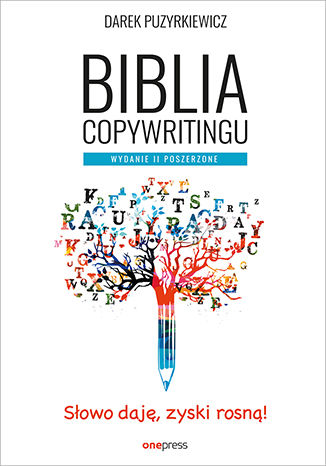 DAREK PUZYRKIEWICZ
BIBLIA
COPYWRITINGU
WYDANIE II POSZERZONE
Słowo daję, zyski rosną!
onepress